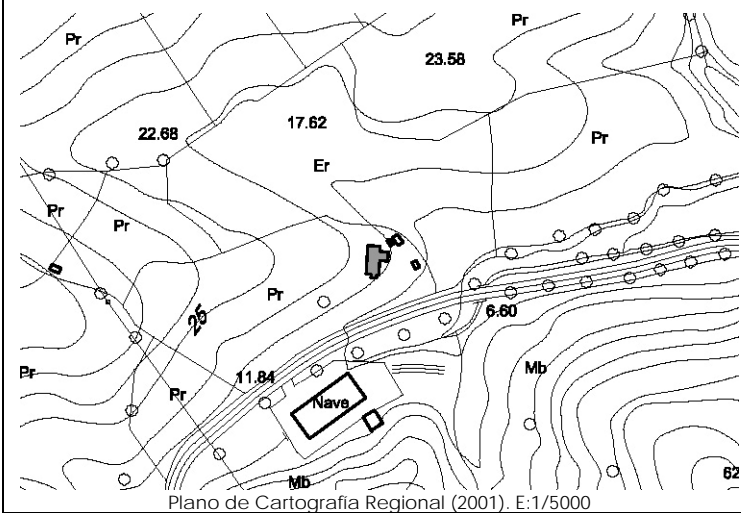 Pr
Pr
23.58
22.68
17.62
Pr
Er
Pr
Pr
Pr
25
6.60
Pr
Mb
11.84
Pr
Nave
Mb
62
Plano de Cartografía Regional (2001). E:1/5000